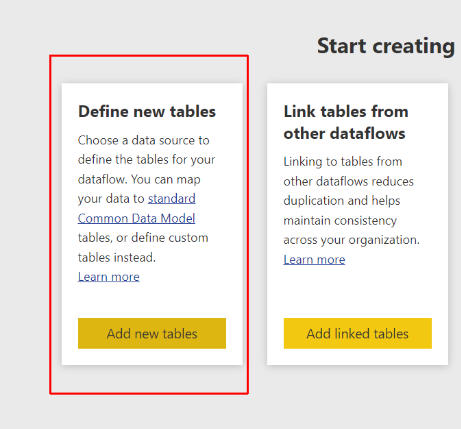 Start creating
Define new tables
Choose a data source to
define the tables for your
dataflow. You can map
your data to standard
Common Data Model
tables, or define custom
tables instead.
Learn more
Add new tables
Link tables from
other dataflows
Linking to tables from
other dataflows reduces
duplication and helps
maintain consistency
across your organization.
Learn more
Add linked tables